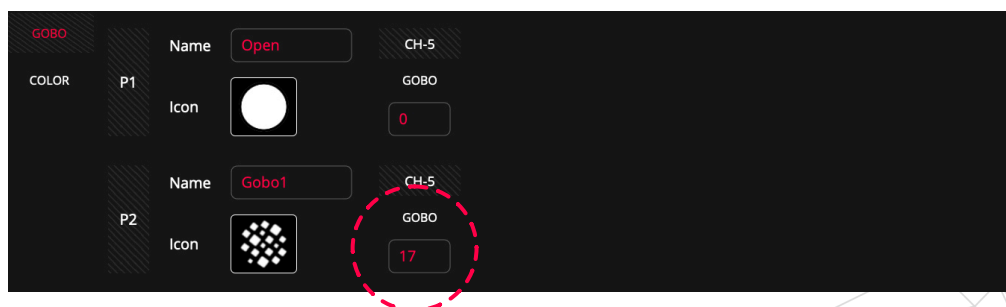 GOBO
COLOR
P1
Name
Open
CH-5
Icon
GOBO
0
P2
Name
Gobo1
CH-5
Icon
GOBO
17